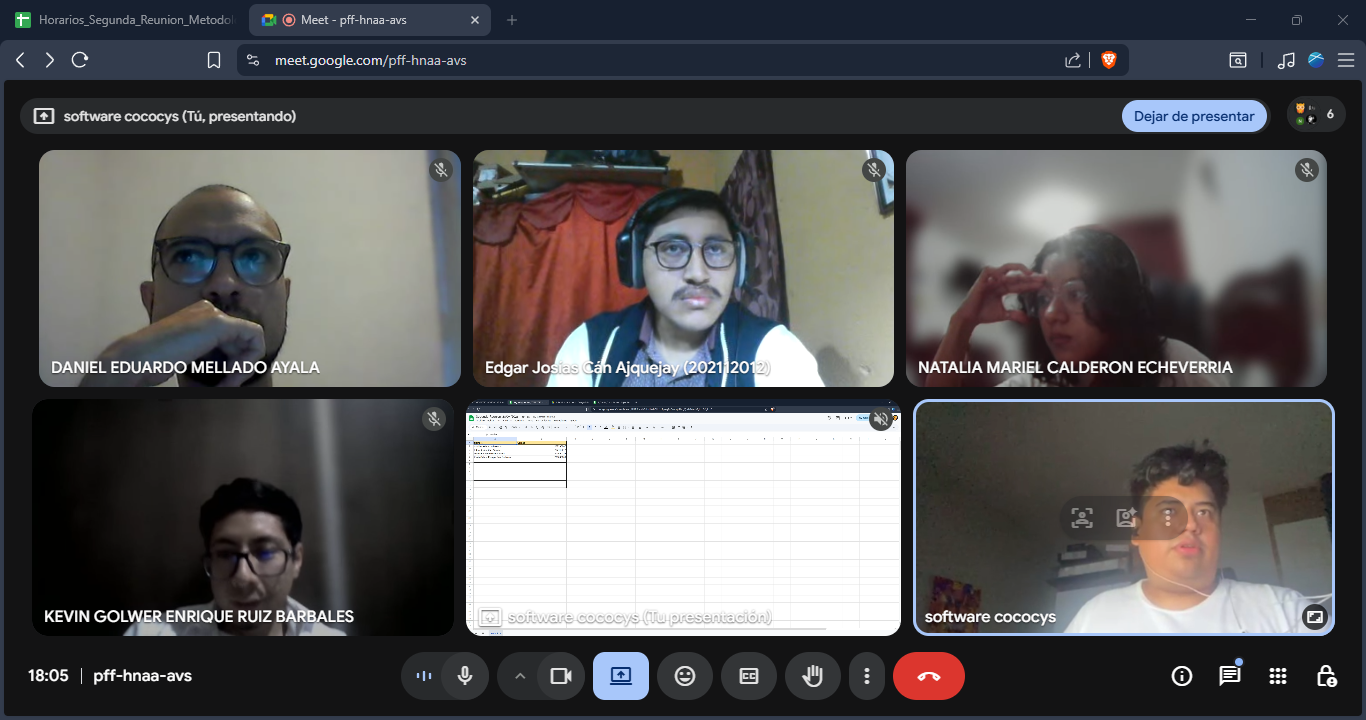 Horarios_Segunda_Reunion_Metodol
Meet - pff-hnaa-avs
meet.google.com/pff-hnaa-avs
software cococys (Tú, presentando)
Dejar de presentar
6
DANIEL EDUARDO MELLADO AYALA
Edgar Josías Cán Ajquejay (202112012)
NATALIA MARIEL CALDERON ECHEVERRIA
KEVIN GOLWER ENRIQUE RUIZ BARBALES
software cococys (Tu presentación)
software cococys
18:05
pff-hnaa-avs